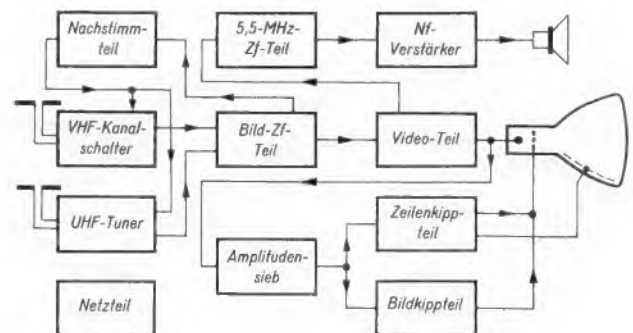 Nachstimm-
teil
5,5-MHz-
Zf-Teil
Nf-
Verstärker
VHF-Kanal-
schalter
Bild-Zf-
Teil
Video-Teil
UHF-Tuner
Amplituden-
sieb
Zeilenkipp-
teil
Netzteil
Bildkippteil